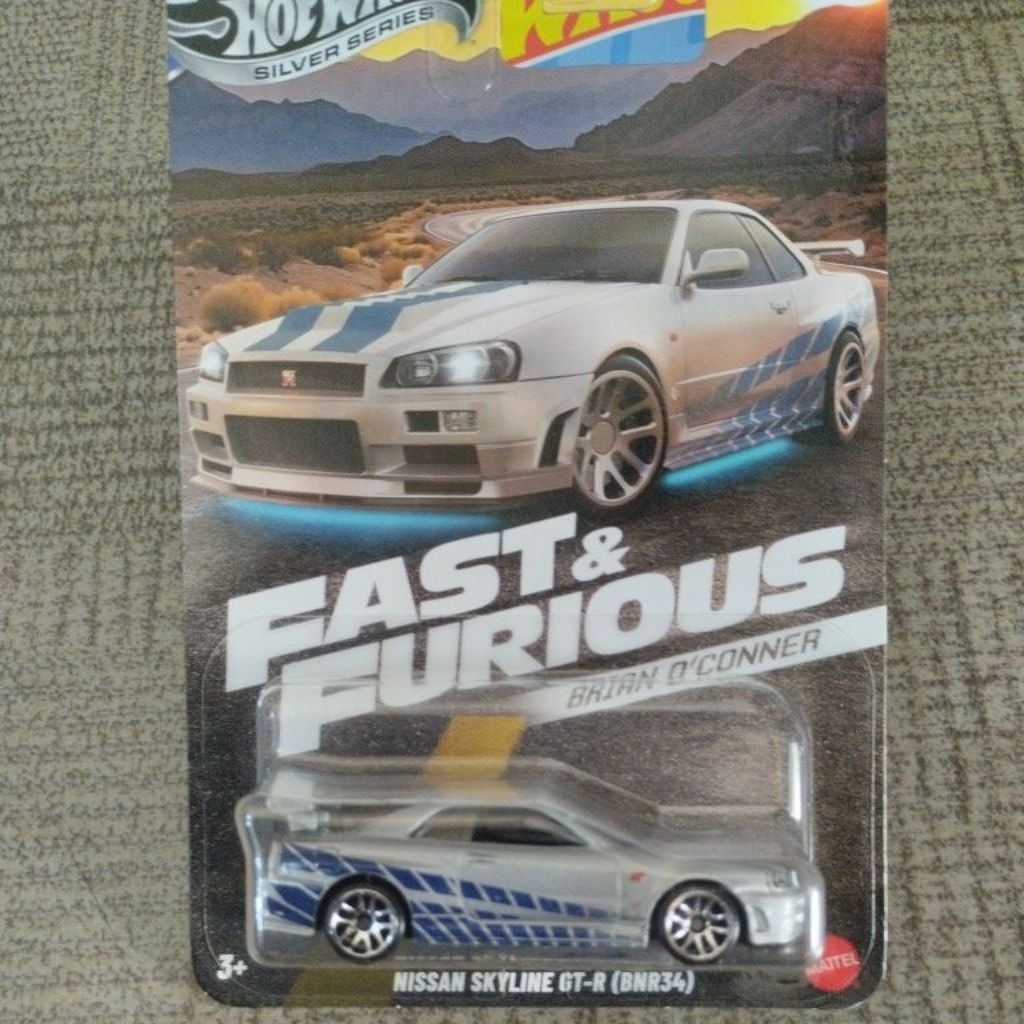 HOT WHEELS
SILVER SERIES
FAST &
FURIOUS
BRIAN O'CONNER
3+
NISSAN SKYLINE GT-R (BNR34)
MATTEL